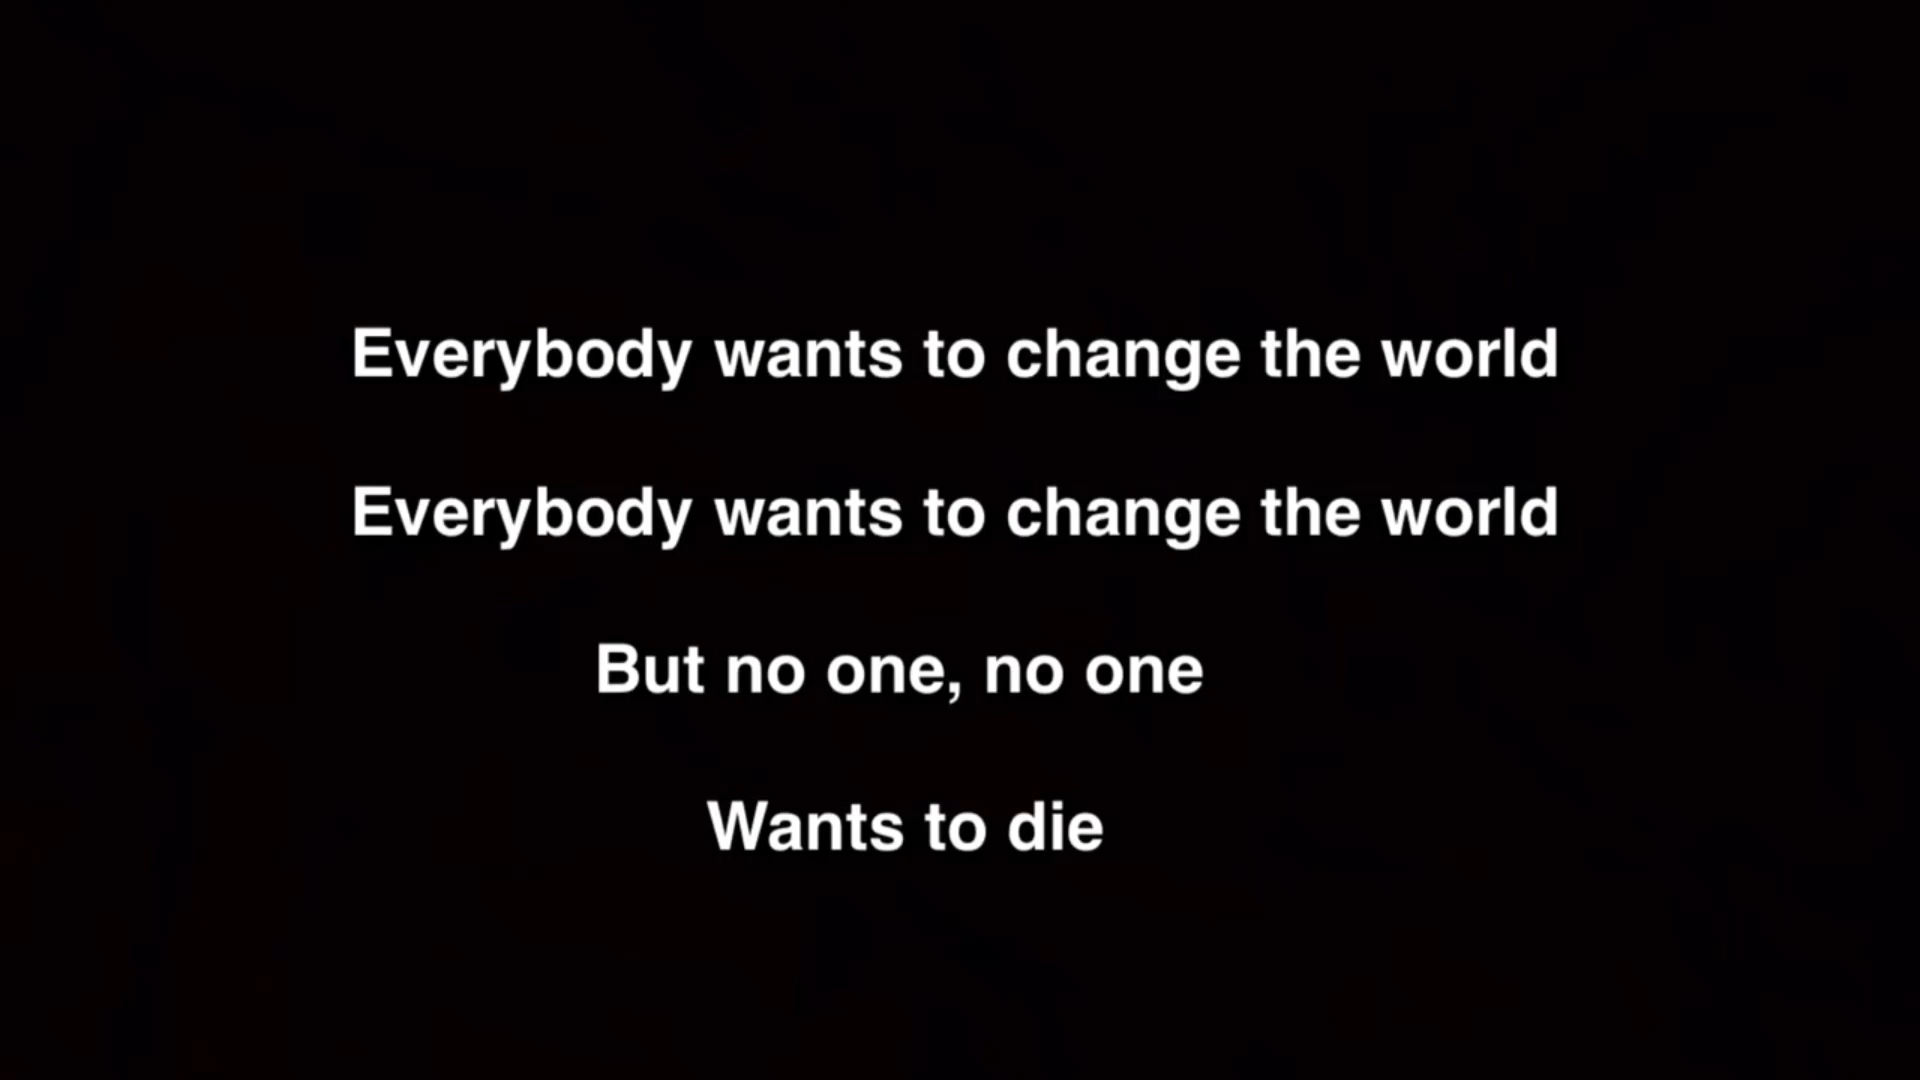 Everybody wants to change the world
Everybody wants to change the world
But no one, no one
Wants to die